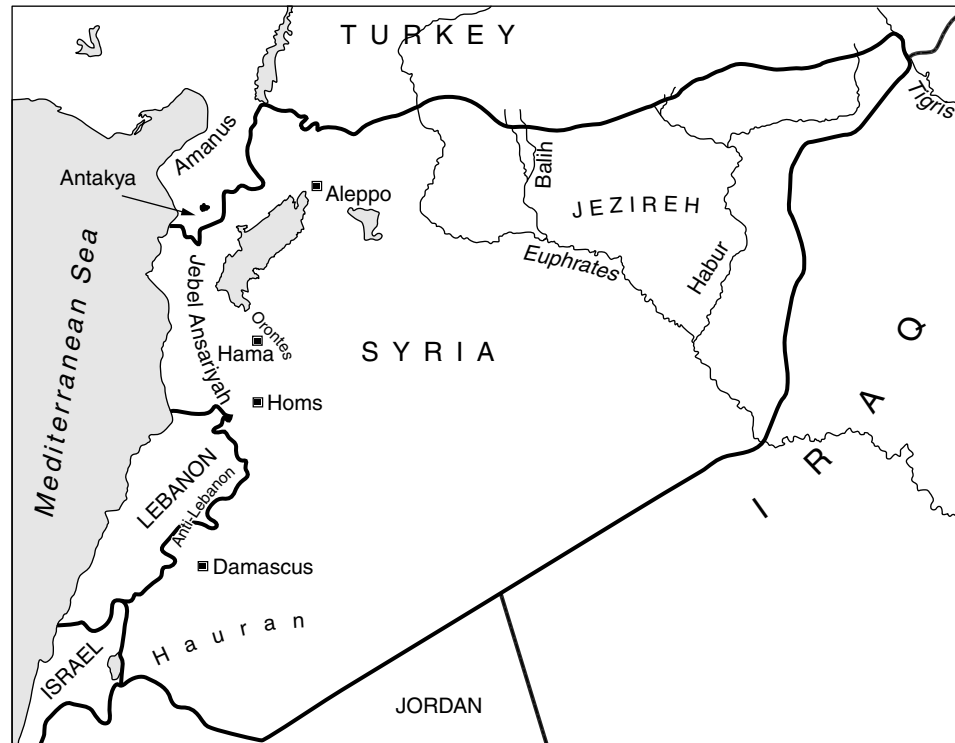 TURKEY
Tigris
Amanus
Antakya
Aleppo
Balin
JEZIREH
Mediterranean Sea
Jebel Ansariyah
Euphrates
Habur
Orontes
Hama
SYRIA
Homs
IRAQ
LEBANON
Anti-Lebanon
Damascus
Hauran
ISRAEL
JORDAN